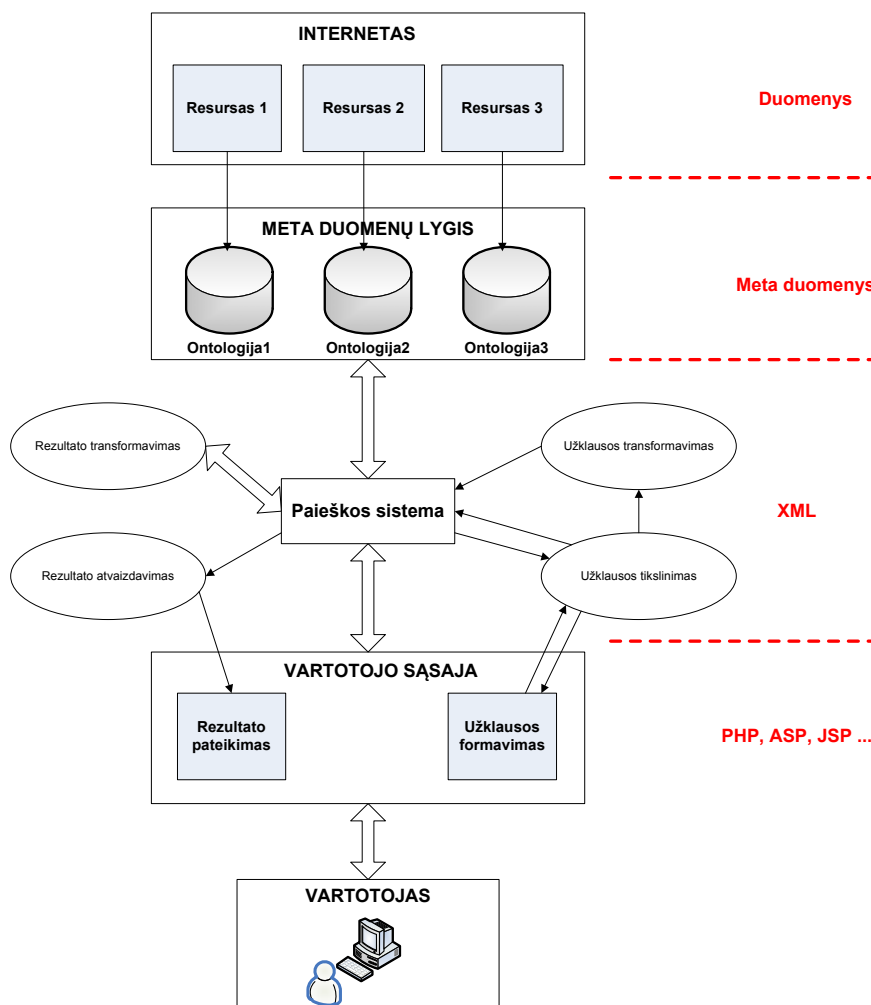 INTERNETAS
Resursas 1
Resursas 2
Resursas 3
Duomenys
META DUOMENŲ LYGIS
Ontologija1
Ontologija2
Ontologija3
Meta duomenys
Rezultato transformavimas
Užklausos transformavimas
Paieškos sistema
XML
Rezultato atvaizdavimas
Užklausos tikslinimas
VARTOTOJO SĄSAJA
Rezultato
pateikimas
Užklausos
formavimas
PHP, ASP, JSP ...
VARTOTOJAS